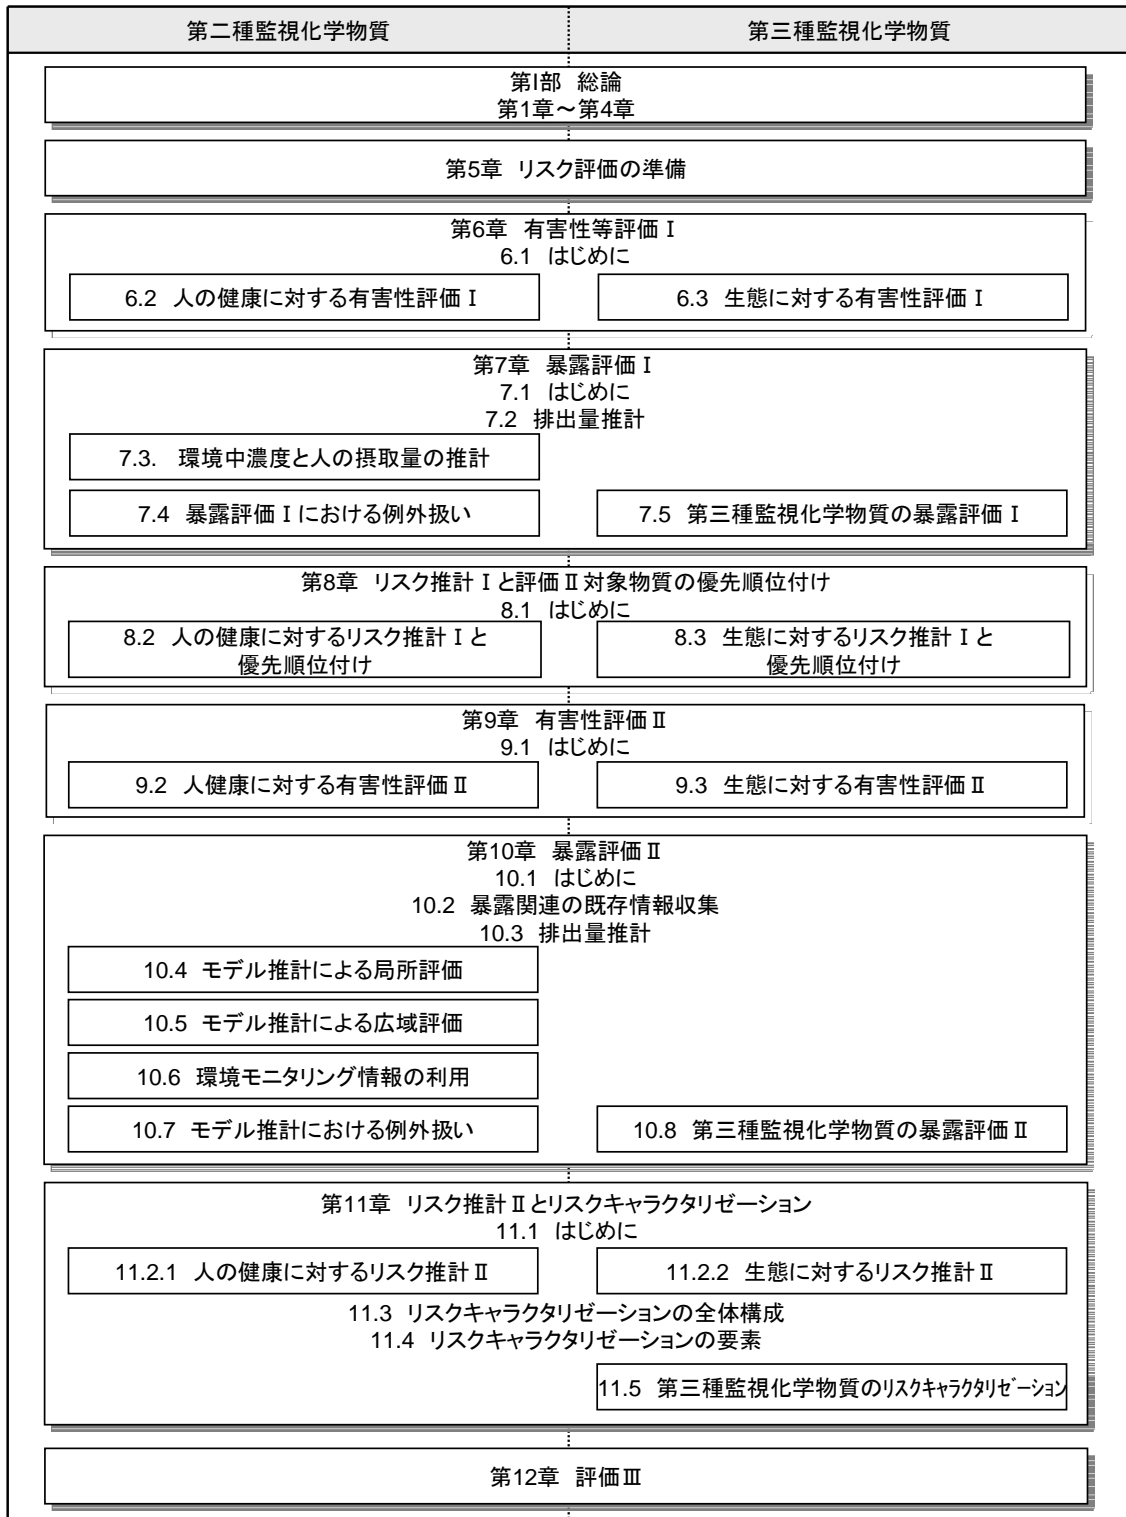 第二種監視化学物質
第三種監視化学物質
第Ⅰ部 総論
第1章～第4章
第5章 リスク評価の準備
第6章 有害性等評価Ⅰ
6.1 はじめに
6.2 人の健康に対する有害性評価Ⅰ
6.3 生態に対する有害性評価Ⅰ
第7章 暴露評価Ⅰ
7.1 はじめに
7.2 排出量推計
7.3. 環境中濃度と人の摂取量の推計
7.4 暴露評価Ⅰにおける例外扱い
7.5 第三種監視化学物質の暴露評価Ⅰ
第8章 リスク推計Ⅰと評価Ⅱ対象物質の優先順位付け
8.1 はじめに
8.2 人の健康に対するリスク推計Ⅰと
優先順位付け
8.3 生態に対するリスク推計Ⅰと
優先順位付け
第9章 有害性評価Ⅱ
9.1 はじめに
9.2 人健康に対する有害性評価Ⅱ
9.3 生態に対する有害性評価Ⅱ
第10章 暴露評価Ⅱ
10.1 はじめに
10.2 暴露関連の既存情報収集
10.3 排出量推計
10.4 モデル推計による局所評価
10.5 モデル推計による広域評価
10.6 環境モニタリング情報の利用
10.7 モデル推計における例外扱い
10.8 第三種監視化学物質の暴露評価Ⅱ
第11章 リスク推計Ⅱとリスクキャラクタリゼーション
11.1 はじめに
11.2.1 人の健康に対するリスク推計Ⅱ
11.2.2 生態に対するリスク推計Ⅱ
11.3 リスクキャラクタリゼーションの全体構成
11.4 リスクキャラクタリゼーションの要素
11.5 第三種監視化学物質のﾘｽｸｷｬﾗｸﾀﾘｾﾞｰｼｮﾝ
第12章 評価Ⅲ